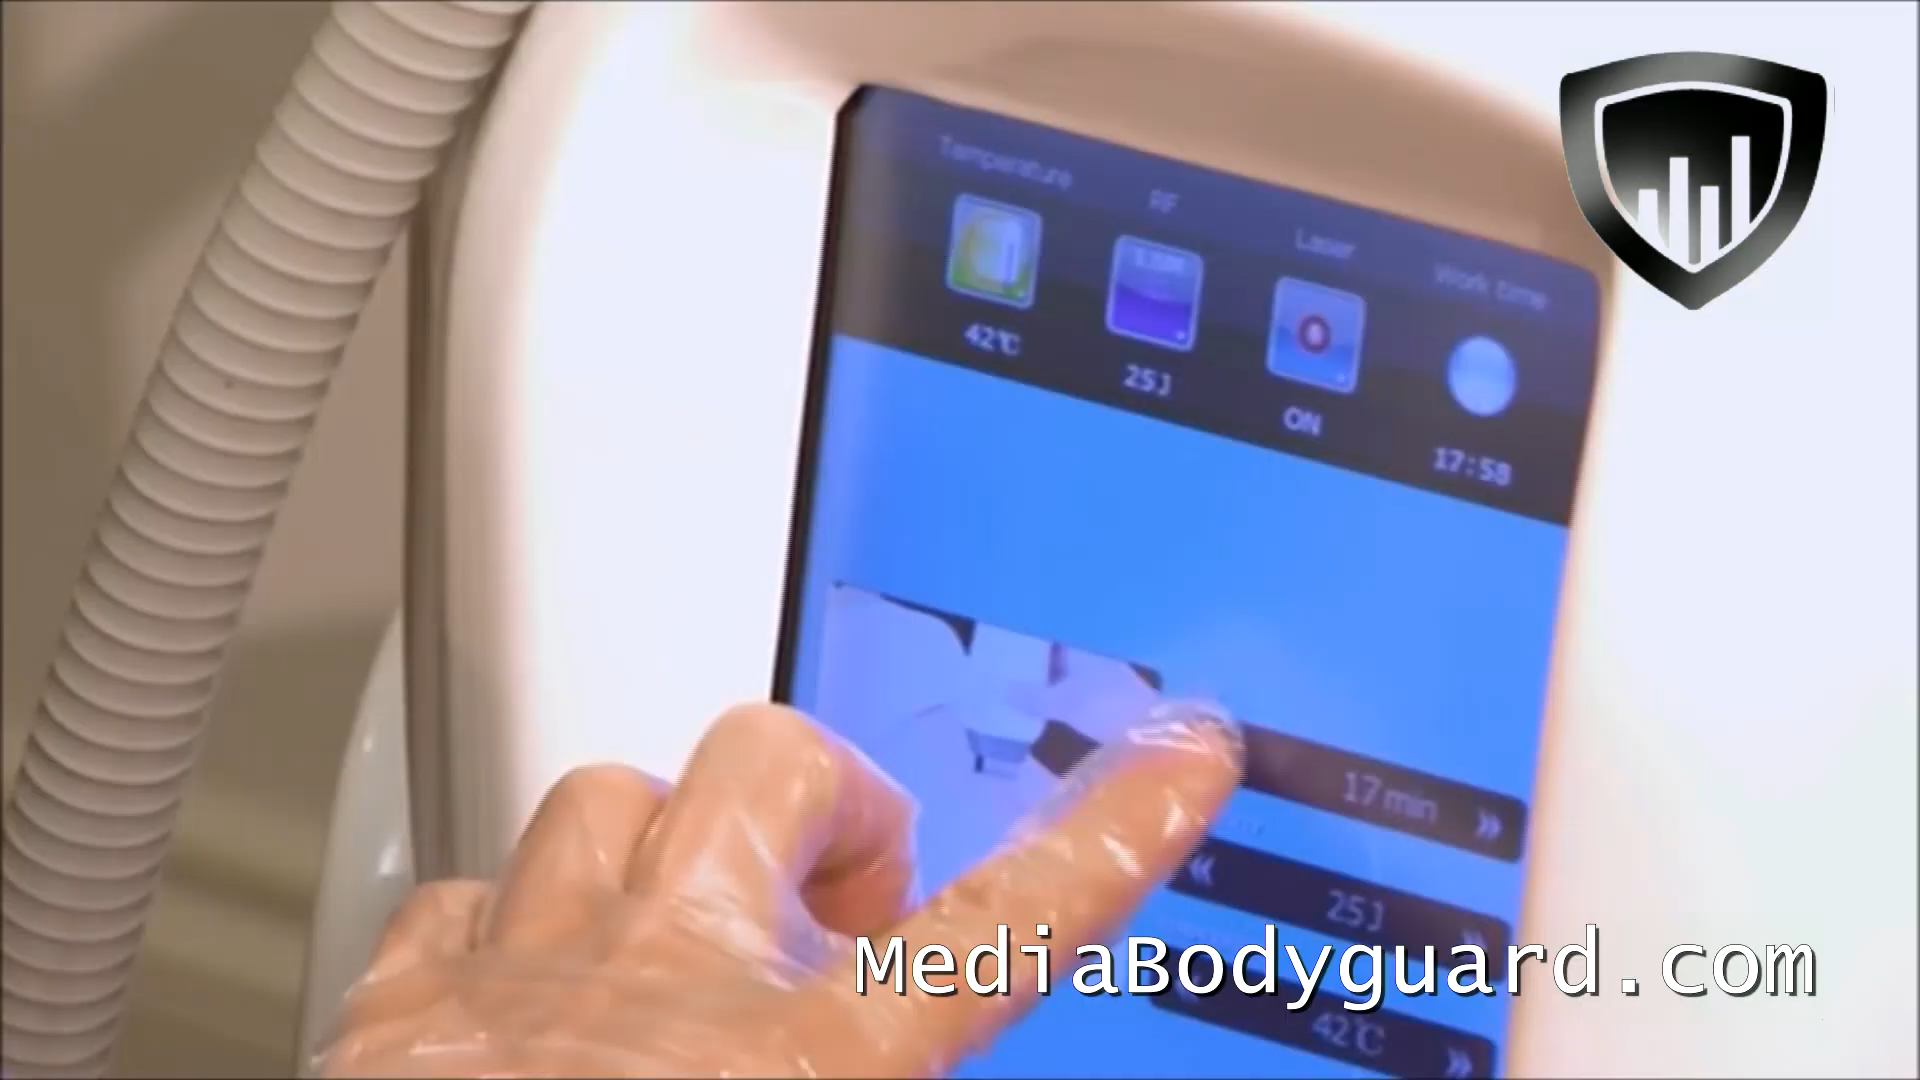 Temperature
RF
Laser
Work time
42℃
25J
ON
17:58
17min »
« 25J »
42℃ »
MediaBodyguard.com